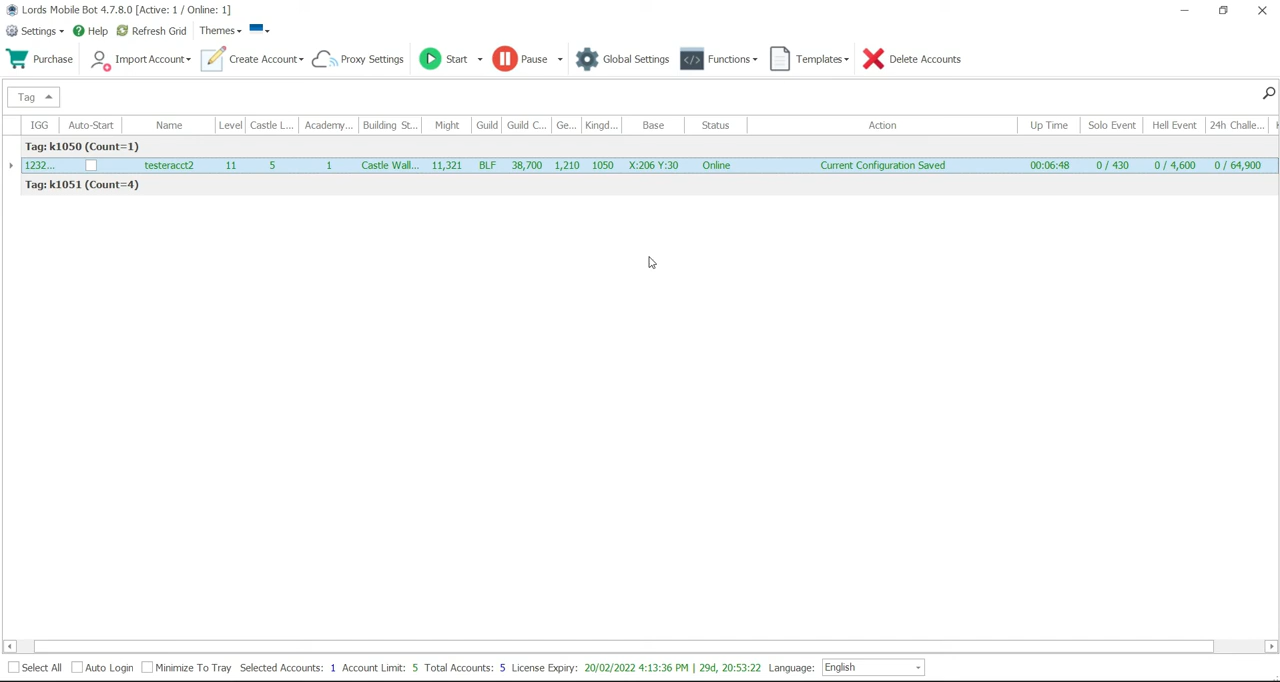 Lords Mobile Bot 4.7.8.0 [Active: 1 / Online: 1]
Settings Help Refresh Grid Themes
Purchase Import Account Create Account Proxy Settings Start Pause Global Settings Functions Templates Delete Accounts
Tag
IGG Auto-Start Name Level Castle L... Academy... Building St... Might Guild Guild C... Ge... Kingd... Base Status Action Up Time Solo Event Hell Event 24h Challe...
Tag: k1050 (Count=1)
1232... testeracct2 11 5 1 Castle Wall... 11,321 BLF 38,700 1,210 1050 X:206 Y:30 Online Current Configuration Saved 00:06:48 0 / 430 0 / 4,600 0 / 64,900
Tag: k1051 (Count=4)
Select All Auto Login Minimize To Tray Selected Accounts: 1 Account Limit: 5 Total Accounts: 5 License Expiry: 20/02/2022 4:13:36 PM | 29d, 20:53:22 Language: English